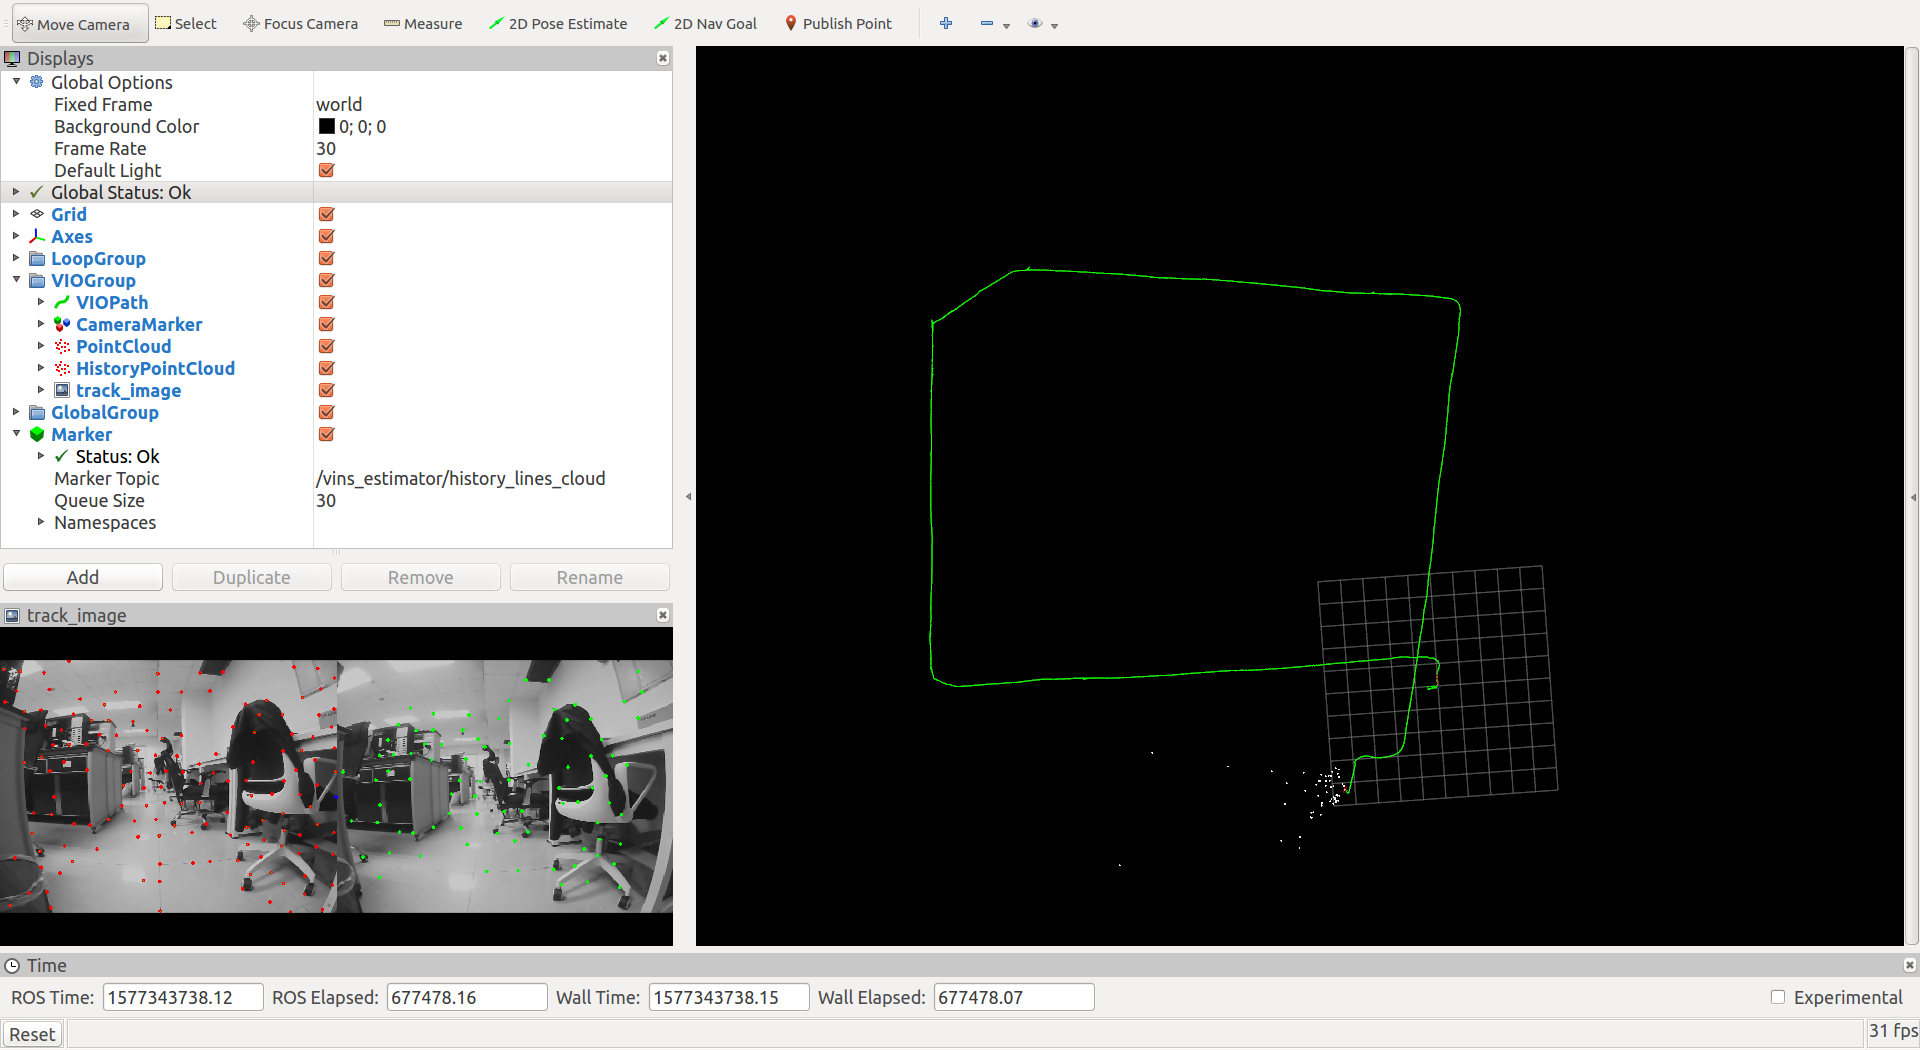 Move Camera Select Focus Camera Measure 2D Pose Estimate 2D Nav Goal Publish Point
Displays
Global Options
Fixed Frame world
Background Color 0; 0; 0
Frame Rate 30
Default Light
Global Status: Ok
Grid
Axes
LoopGroup
VIOGroup
VIOPath
CameraMarker
PointCloud
HistoryPointCloud
track_image
GlobalGroup
Marker
Status: Ok
Marker Topic /vins_estimator/history_lines_cloud
Queue Size 30
Namespaces
Add Duplicate Remove Rename
track_image
Time
ROS Time: 1577343738.12 ROS Elapsed: 677478.16 Wall Time: 1577343738.15 Wall Elapsed: 677478.07 Experimental
Reset 31 fps